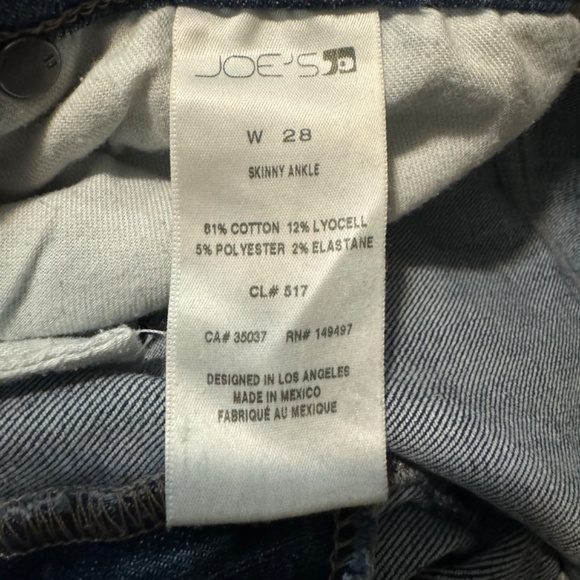 JOE'S
W 28
SKINNY ANKLE
81% COTTON 12% LYOCELL
5% POLYESTER 2% ELASTANE
CL# 517
CA# 35037 RN# 149497
DESIGNED IN LOS ANGELES
MADE IN MEXICO
FABRIQUÉ AU MEXIQUE